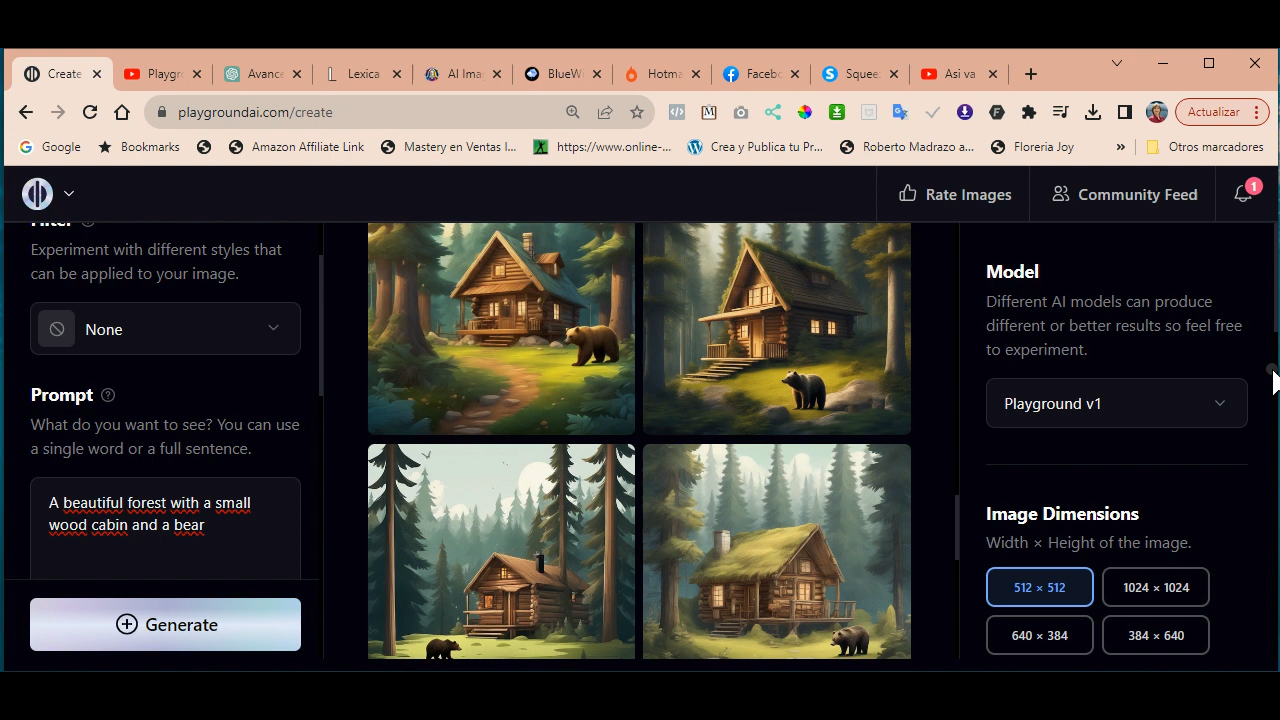 Create
Playgr
Avance
Lexica
AI Ima
BlueWi
Hotma
Faceb
Squee
Asi va
playgroundai.com/create
Actualizar
Google
Bookmarks
Amazon Affiliate Link
Mastery en Ventas I...
https://www.online-...
Crea y Publica tu Pr...
Roberto Madrazo a...
Floreria Joy
»
Otros marcadores
Rate Images
Community Feed
1
Filter
Experiment with different styles that
can be applied to your image.
None
Prompt
What do you want to see? You can use
a single word or a full sentence.
A beautiful forest with a small
wood cabin and a bear
Generate
Model
Different AI models can produce
different or better results so feel free
to experiment.
Playground v1
Image Dimensions
Width × Height of the image.
512 × 512
1024 × 1024
640 × 384
384 × 640